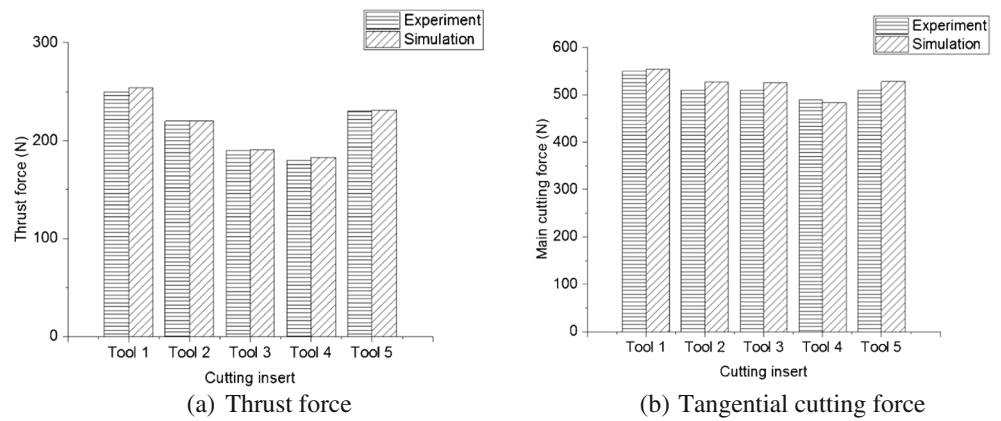 Experiment
Simulation
300
200
100
0
Thrust force (N)
Tool 1 Tool 2 Tool 3 Tool 4 Tool 5
Cutting insert
(a) Thrust force
Experiment
Simulation
600
500
400
300
200
100
0
Main cutting force (N)
Tool 1 Tool 2 Tool 3 Tool 4 Tool 5
Cutting insert
(b) Tangential cutting force